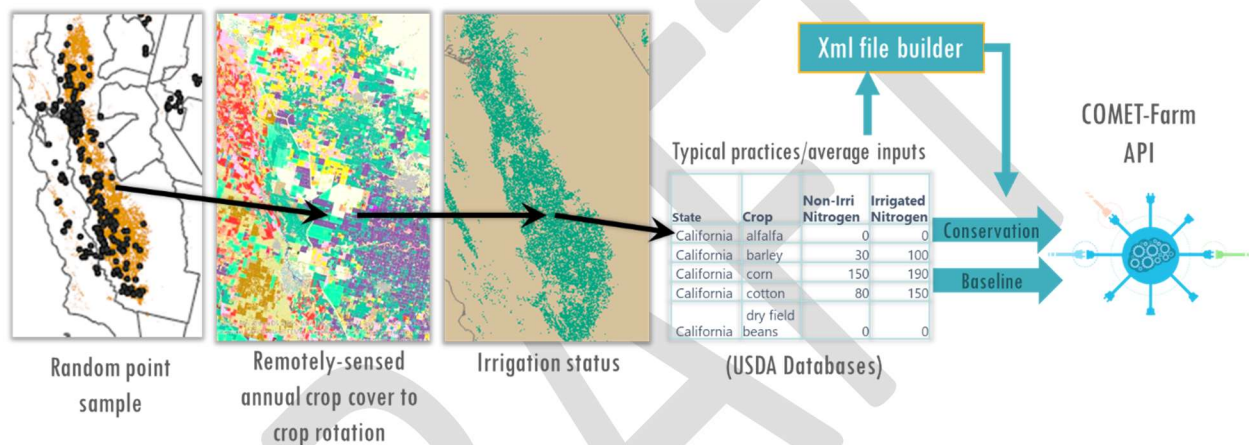 Xml file builder
COMET-Farm
API
Typical practices/average inputs
State Crop Non-Irri Nitrogen Irrigated Nitrogen
California alfalfa 0 0
California barley 30 100
California corn 150 190
California cotton 80 150
California dry field beans 0 0
Conservation
Baseline
Random point
sample
Remotely-sensed
annual crop cover to
crop rotation
Irrigation status
(USDA Databases)
DRAFT